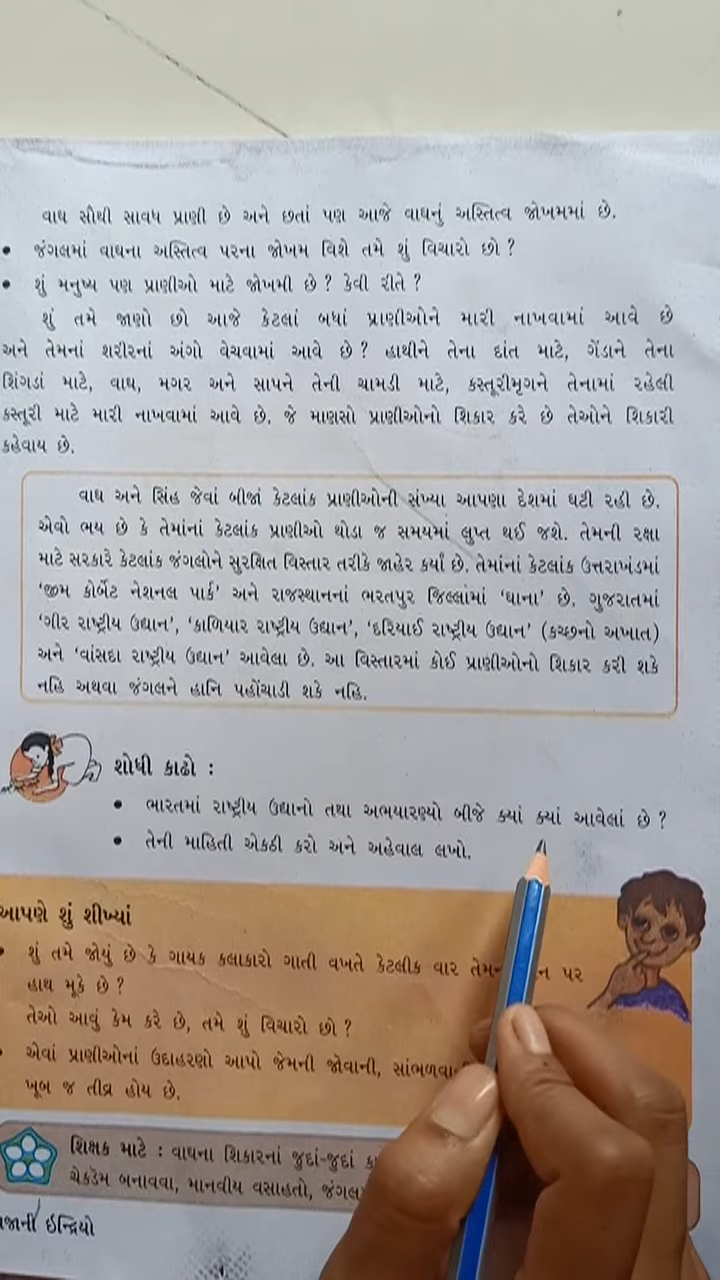 વાઘ સૌથી સાવધ પ્રાણી છે અને છતાં પણ આજે વાઘનું અસ્તિત્વ જોખમમાં છે.
• જંગલમાં વાઘના અસ્તિત્વ પરના જોખમ વિશે તમે શું વિચારો છો ?
• શું મનુષ્ય પણ પ્રાણીઓ માટે જોખમી છે ? કેવી રીતે ?
શું તમે જાણો છો આજે કેટલાં બધાં પ્રાણીઓને મારી નાખવામાં આવે છે
અને તેમનાં શરીરનાં અંગો વેચવામાં આવે છે ? હાથીને તેના દાંત માટે, ગેંડાને તેના
શિંગડાં માટે, વાઘ, મગર અને સાપને તેની ચામડી માટે, કસ્તૂરીમૃગને તેનામાં રહેલી
કસ્તૂરી માટે મારી નાખવામાં આવે છે. જે માણસો પ્રાણીઓનો શિકાર કરે છે તેઓને શિકારી
કહેવાય છે.
વાઘ અને સિંહ જેવાં બીજાં કેટલાંક પ્રાણીઓની સંખ્યા આપણા દેશમાં ઘટી રહી છે.
એવો ભય છે કે તેમાંનાં કેટલાંક પ્રાણીઓ થોડા જ સમયમાં લુપ્ત થઈ જશે. તેમની રક્ષા
માટે સરકારે કેટલાંક જંગલોને સુરક્ષિત વિસ્તાર તરીકે જાહેર કર્યાં છે. તેમાંનાં કેટલાંક ઉત્તરાખંડમાં
‘જીમ કોર્બેટ નેશનલ પાર્ક’ અને રાજસ્થાનનાં ભરતપુર જિલ્લામાં ‘ઘાના’ છે. ગુજરાતમાં
‘ગીર રાષ્ટ્રીય ઉદ્યાન’, ‘કાળિયાર રાષ્ટ્રીય ઉદ્યાન’, ‘દરિયાઈ રાષ્ટ્રીય ઉદ્યાન’ (કચ્છનો અખાત)
અને ‘વાંસદા રાષ્ટ્રીય ઉદ્યાન’ આવેલા છે. આ વિસ્તારમાં કોઈ પ્રાણીઓનો શિકાર કરી શકે
નહિ અથવા જંગલને હાનિ પહોંચાડી શકે નહિ.
શોધી કાઢો :
• ભારતમાં રાષ્ટ્રીય ઉદ્યાનો તથા અભયારણ્યો બીજે ક્યાં ક્યાં આવેલાં છે ?
• તેની માહિતી એકઠી કરો અને અહેવાલ લખો.
આપણે શું શીખ્યાં
• શું તમે જોયું છે કે ગાયક કલાકારો ગાતી વખતે કેટલીક વાર પર
હાથ મૂકે છે ?
તેઓ આવું કેમ કરે છે, તમે શું વિચારો છો ?
• એવાં પ્રાણીઓનાં ઉદાહરણો આપો જેમની જોવાની,
ખૂબ જ તીવ્ર હોય છે.
શિક્ષક માટે : વાઘના શિકારનાં જુદાં-જુદાં
ચેકડેમ બનાવવા, માનવીય વસાહતો,
ઈન્દ્રિયો